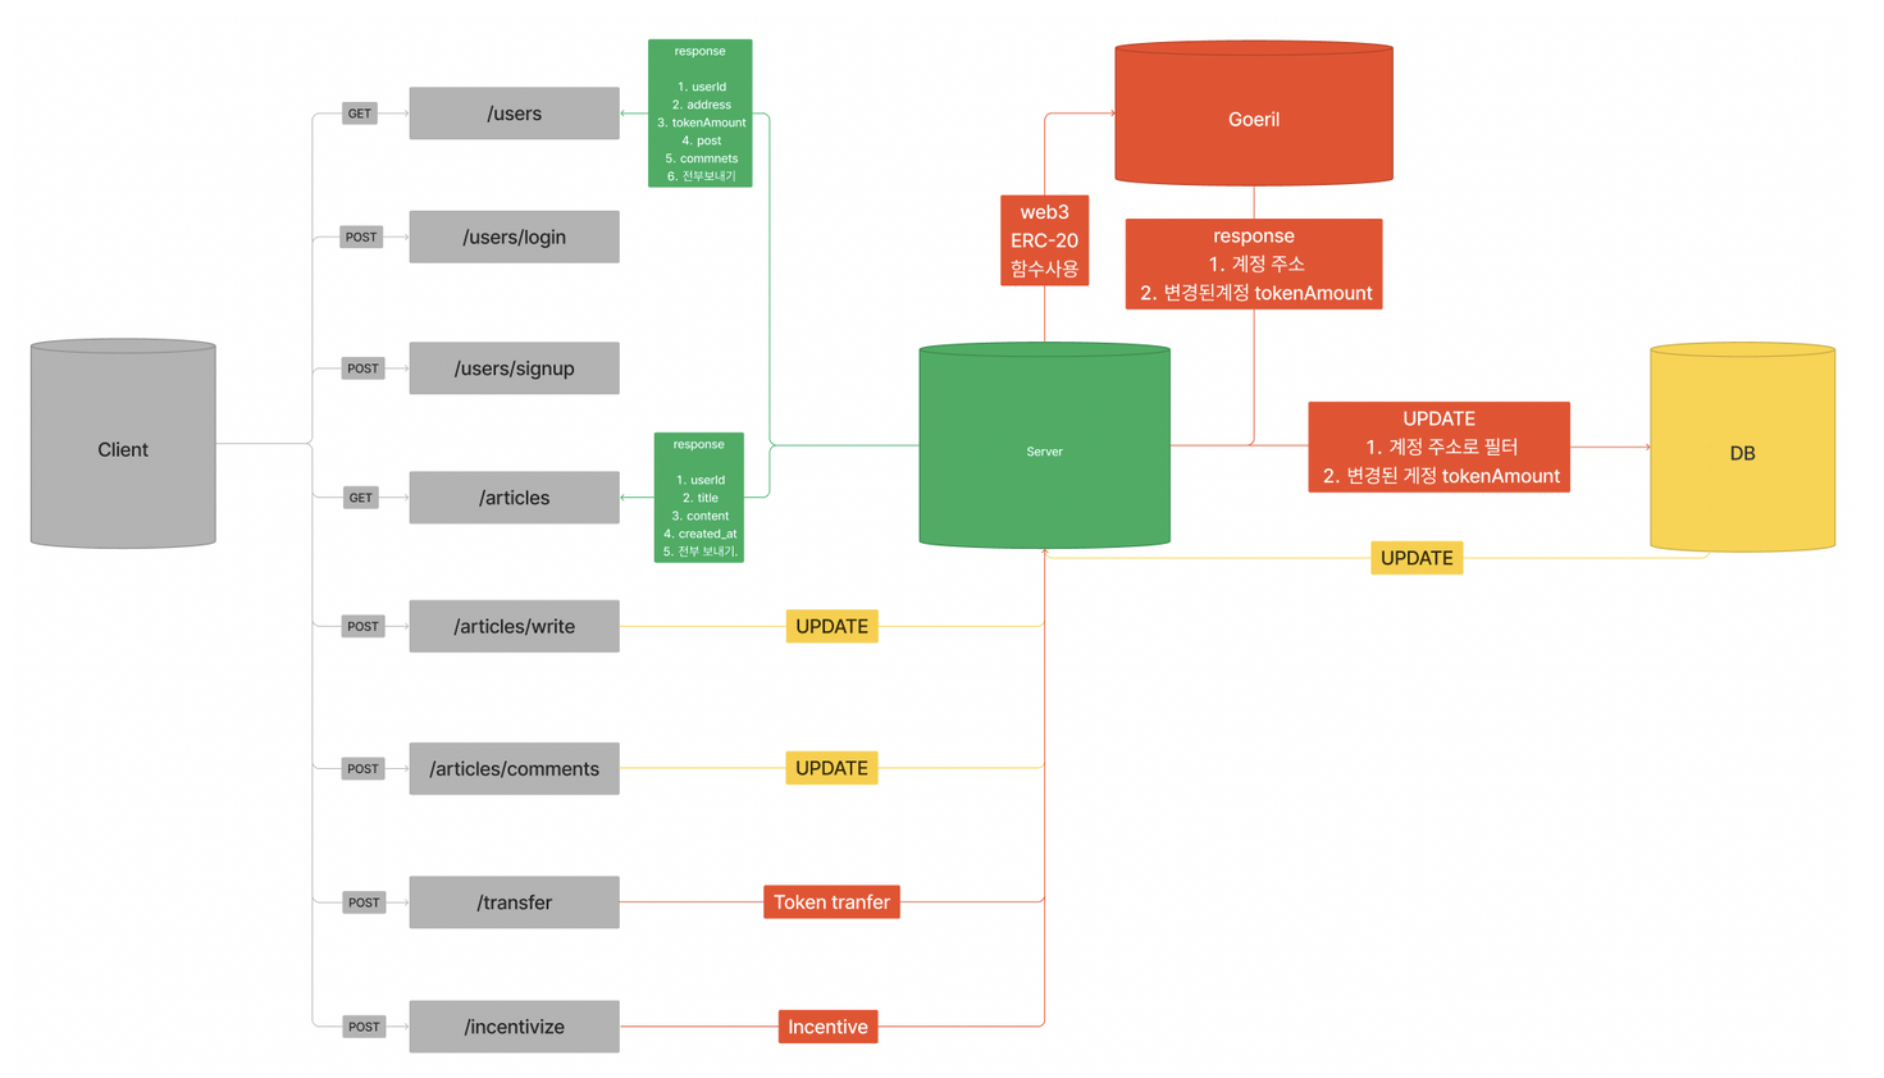 Client
GET
/users
POST
/users/login
POST
/users/signup
GET
/articles
POST
/articles/write
POST
/articles/comments
POST
/transfer
POST
/incentivize
response
1. userId
2. address
3. tokenAmount
4. post
5. commnets
6. 전부보내기
response
1. userId
2. title
3. content
4. created_at
5. 전부 보내기.
UPDATE
UPDATE
Token tranfer
Incentive
Server
web3
ERC-20
함수사용
Goeril
response
1. 계정 주소
2. 변경된계정 tokenAmount
UPDATE
1. 계정 주소로 필터
2. 변경된 게정 tokenAmount
DB
UPDATE